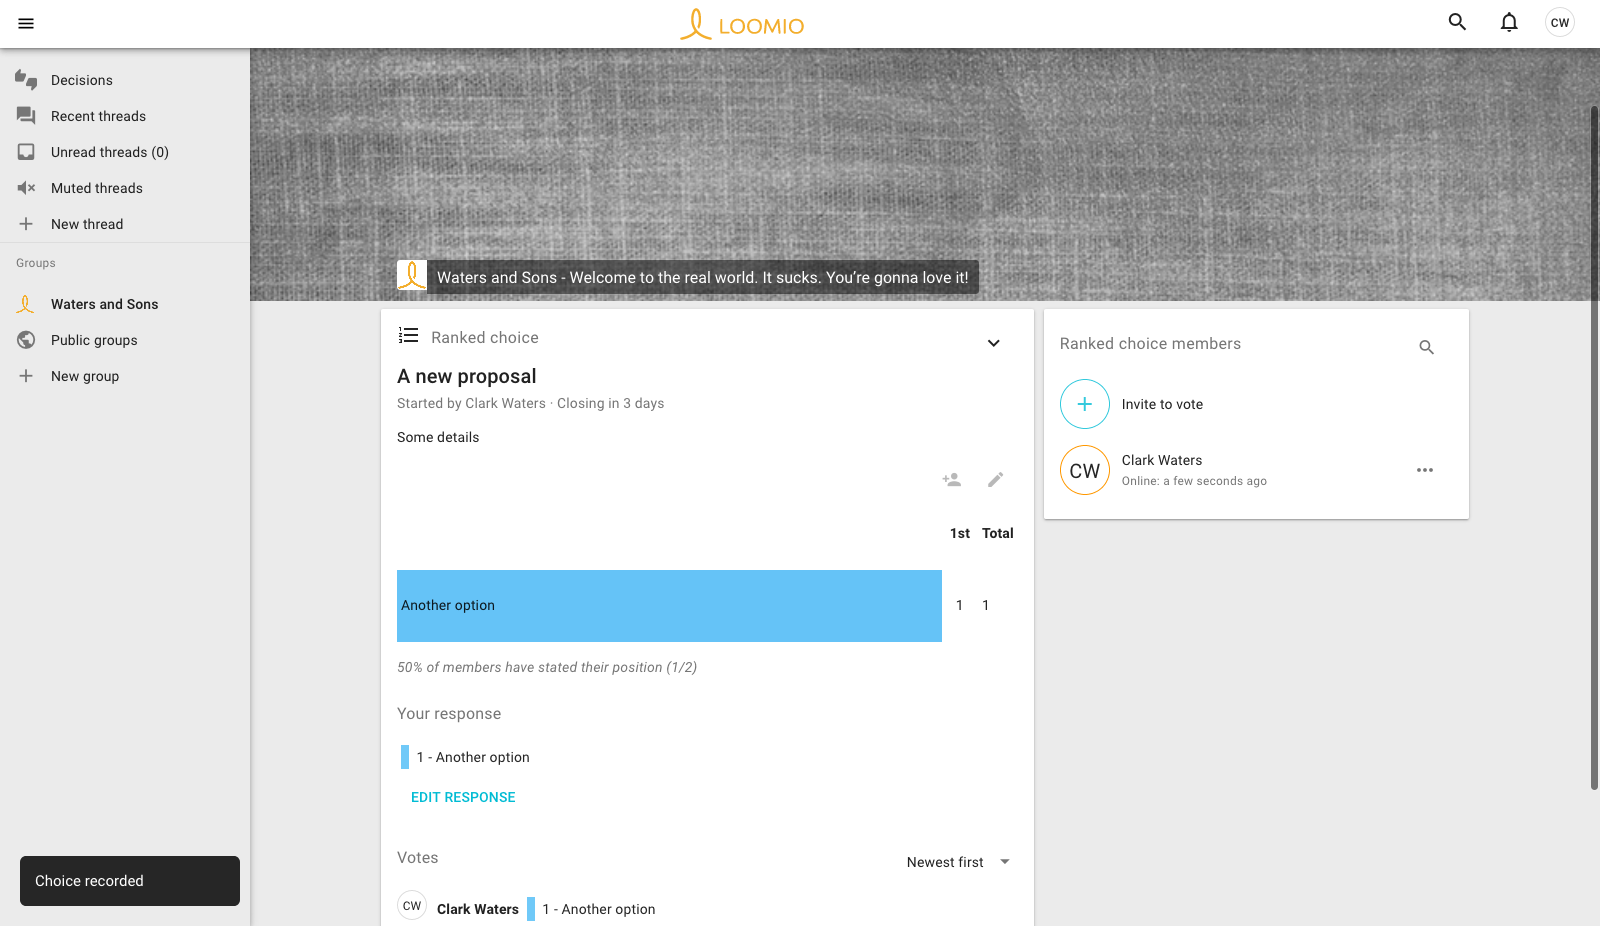 LOOMIO
CW
Decisions
Recent threads
Unread threads (0)
Muted threads
New thread
Groups
Waters and Sons
Public groups
New group
Waters and Sons - Welcome to the real world. It sucks. You’re gonna love it!
Ranked choice
A new proposal
Started by Clark Waters · Closing in 3 days
Some details
1st Total
Another option 1 1
50% of members have stated their position (1/2)
Your response
1 - Another option
EDIT RESPONSE
Votes
Newest first
CW Clark Waters 1 - Another option
Ranked choice members
Invite to vote
CW
Clark Waters
Online: a few seconds ago
Choice recorded